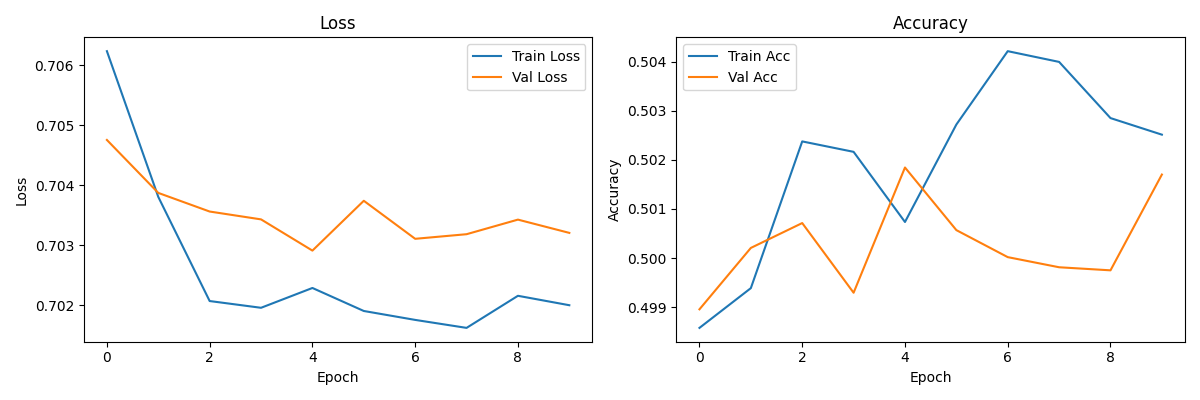 Loss
Train Loss
Val Loss
0.706
0.705
0.704
0.703
0.702
Loss
0 2 4 6 8
Epoch
Accuracy
Train Acc
Val Acc
0.504
0.503
0.502
0.501
0.500
0.499
Accuracy
0 2 4 6 8
Epoch